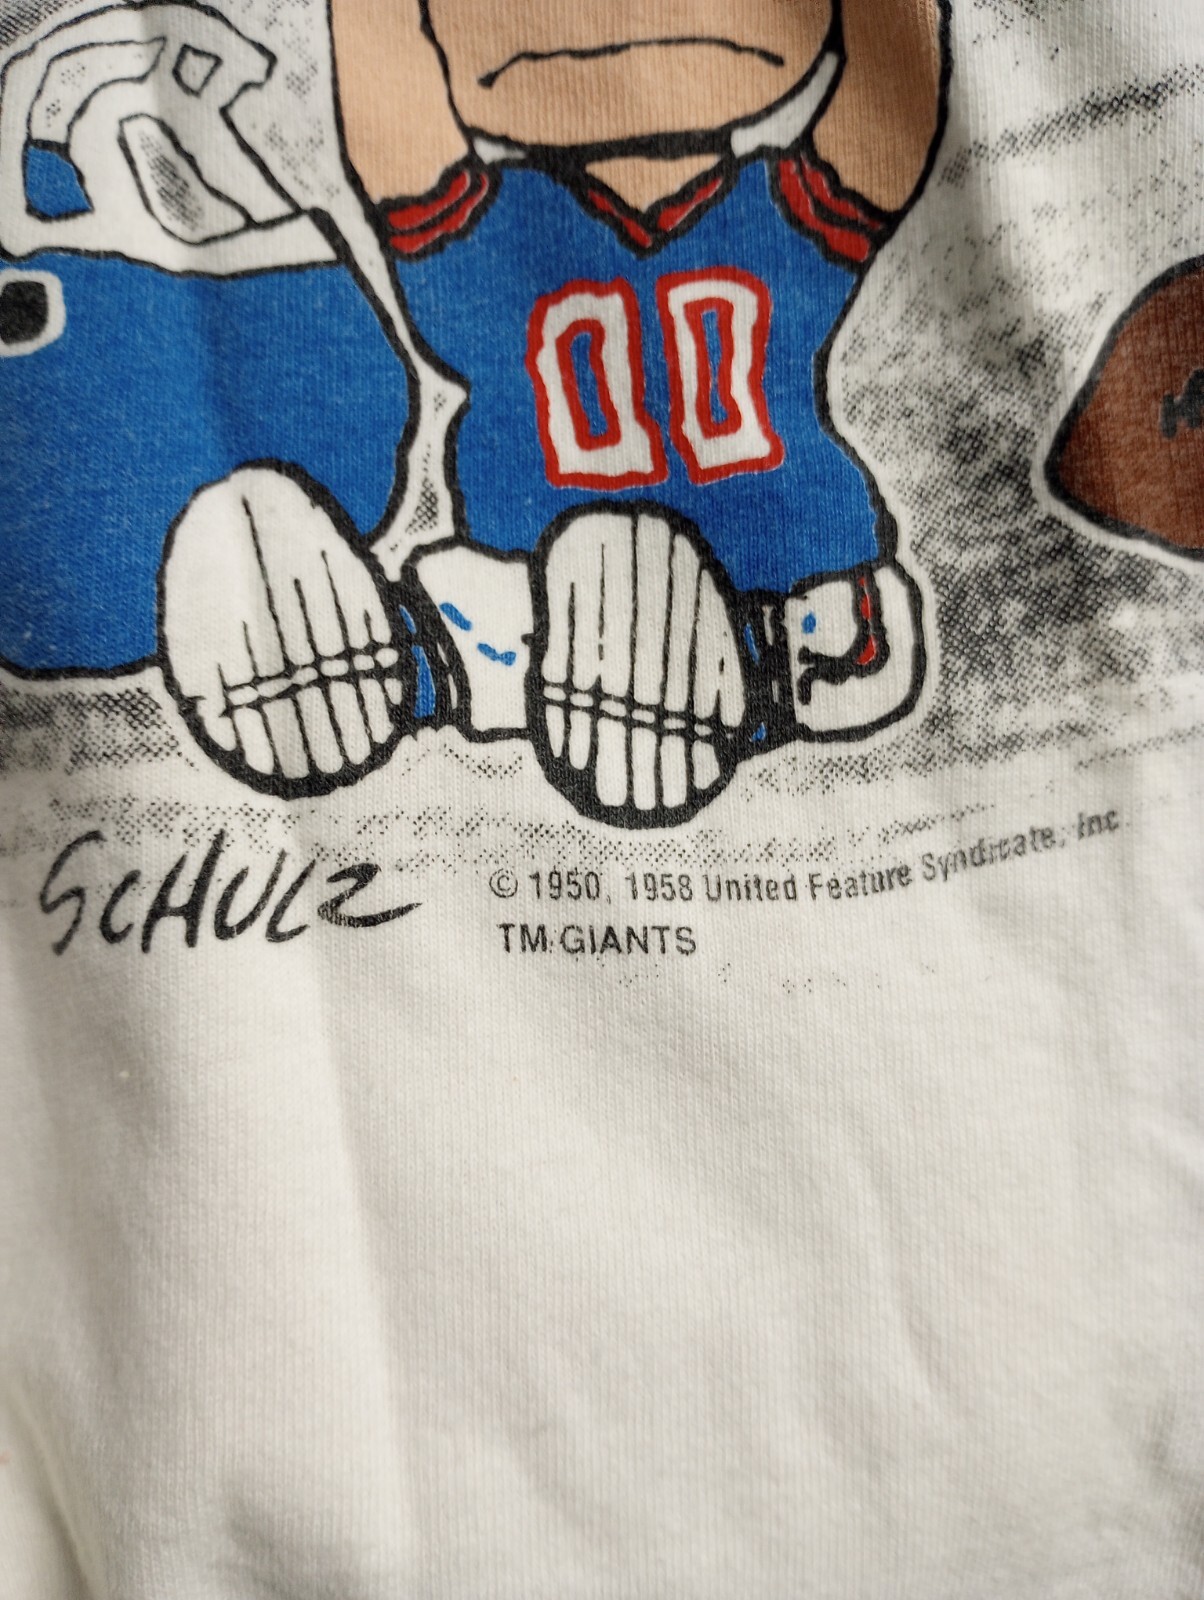 00
SCHULZ
© 1950, 1958 United Feature Syndicate, Inc.
TM: GIANTS